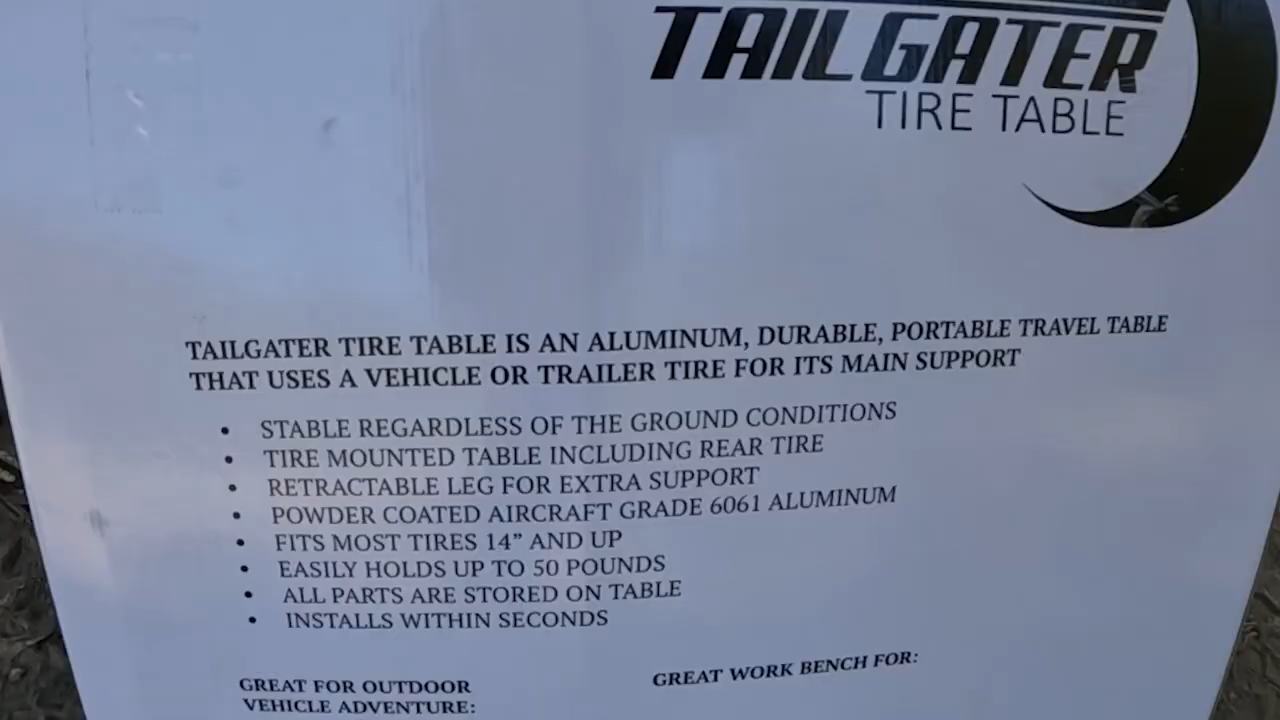 TAILGATER
TIRE TABLE
TAILGATER TIRE TABLE IS AN ALUMINUM, DURABLE, PORTABLE TRAVEL TABLE
THAT USES A VEHICLE OR TRAILER TIRE FOR ITS MAIN SUPPORT
• STABLE REGARDLESS OF THE GROUND CONDITIONS
• TIRE MOUNTED TABLE INCLUDING REAR TIRE
• RETRACTABLE LEG FOR EXTRA SUPPORT
• POWDER COATED AIRCRAFT GRADE 6061 ALUMINUM
• FITS MOST TIRES 14” AND UP
• EASILY HOLDS UP TO 50 POUNDS
• ALL PARTS ARE STORED ON TABLE
• INSTALLS WITHIN SECONDS
GREAT FOR OUTDOOR
VEHICLE ADVENTURE:
GREAT WORK BENCH FOR: